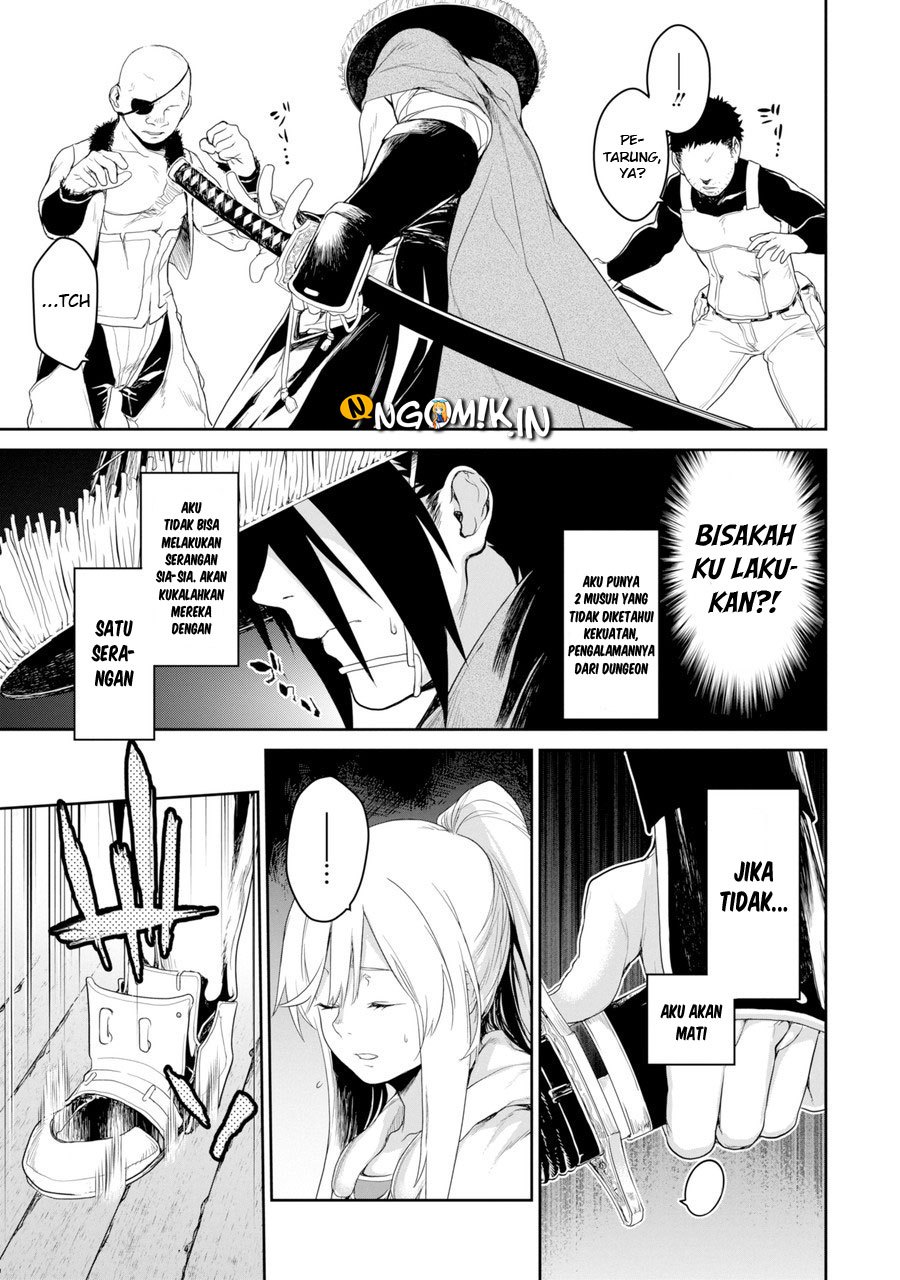 —!!
PE-
TARUNG,
YA?
...TCH
NGOMIK.IN
BISAKAH
KU LAKU-
KAN?!
AKU PUNYA
2 MUSUH YANG
TIDAK DIKETAHUI
KEKUATAN,
PENGALAMANNYA
DARI DUNGEON
AKU
TIDAK BISA
MELAKUKAN
SERANGAN
SIA-SIA. AKAN
KUKALAHKAN
MEREKA
DENGAN
SATU
SERA-
NGAN
JIKA
TIDAK...
AKU AKAN
MATI
—...